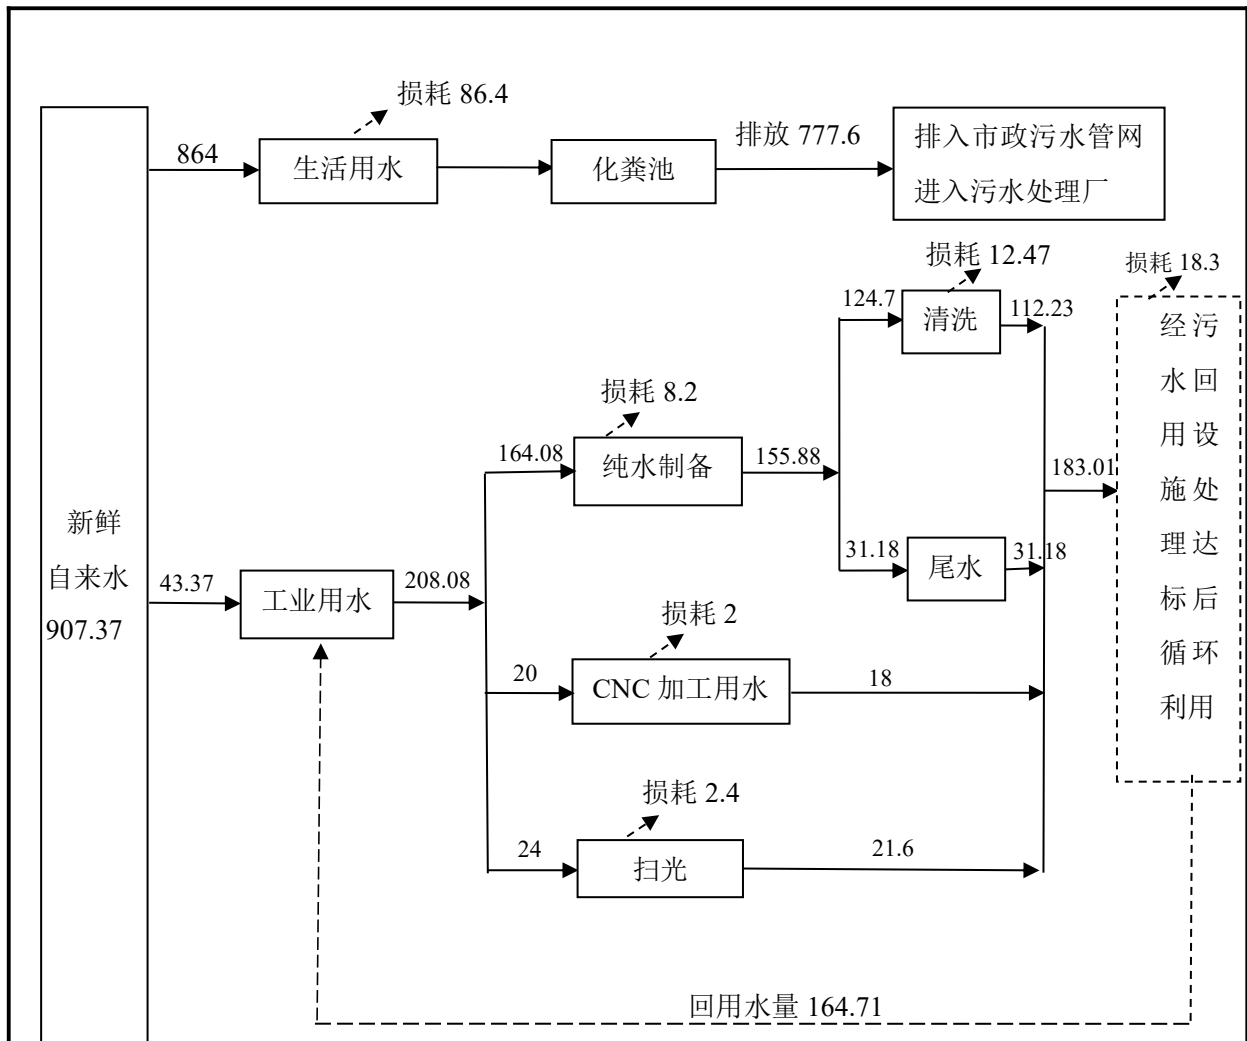 损耗 86.4
864
生活用水
化粪池
排放 777.6
排入市政污水管网
进入污水处理厂
损耗 12.47
损耗 18.3
124.7
清洗
112.23
经污
水回
用设
施处
理达
标后
循环
利用
损耗 8.2
164.08
纯水制备
155.88
183.01
新鲜
自来水
907.37
43.37
工业用水
208.08
31.18
尾水
31.18
损耗 2
20
CNC 加工用水
18
损耗 2.4
24
扫光
21.6
回用水量 164.71